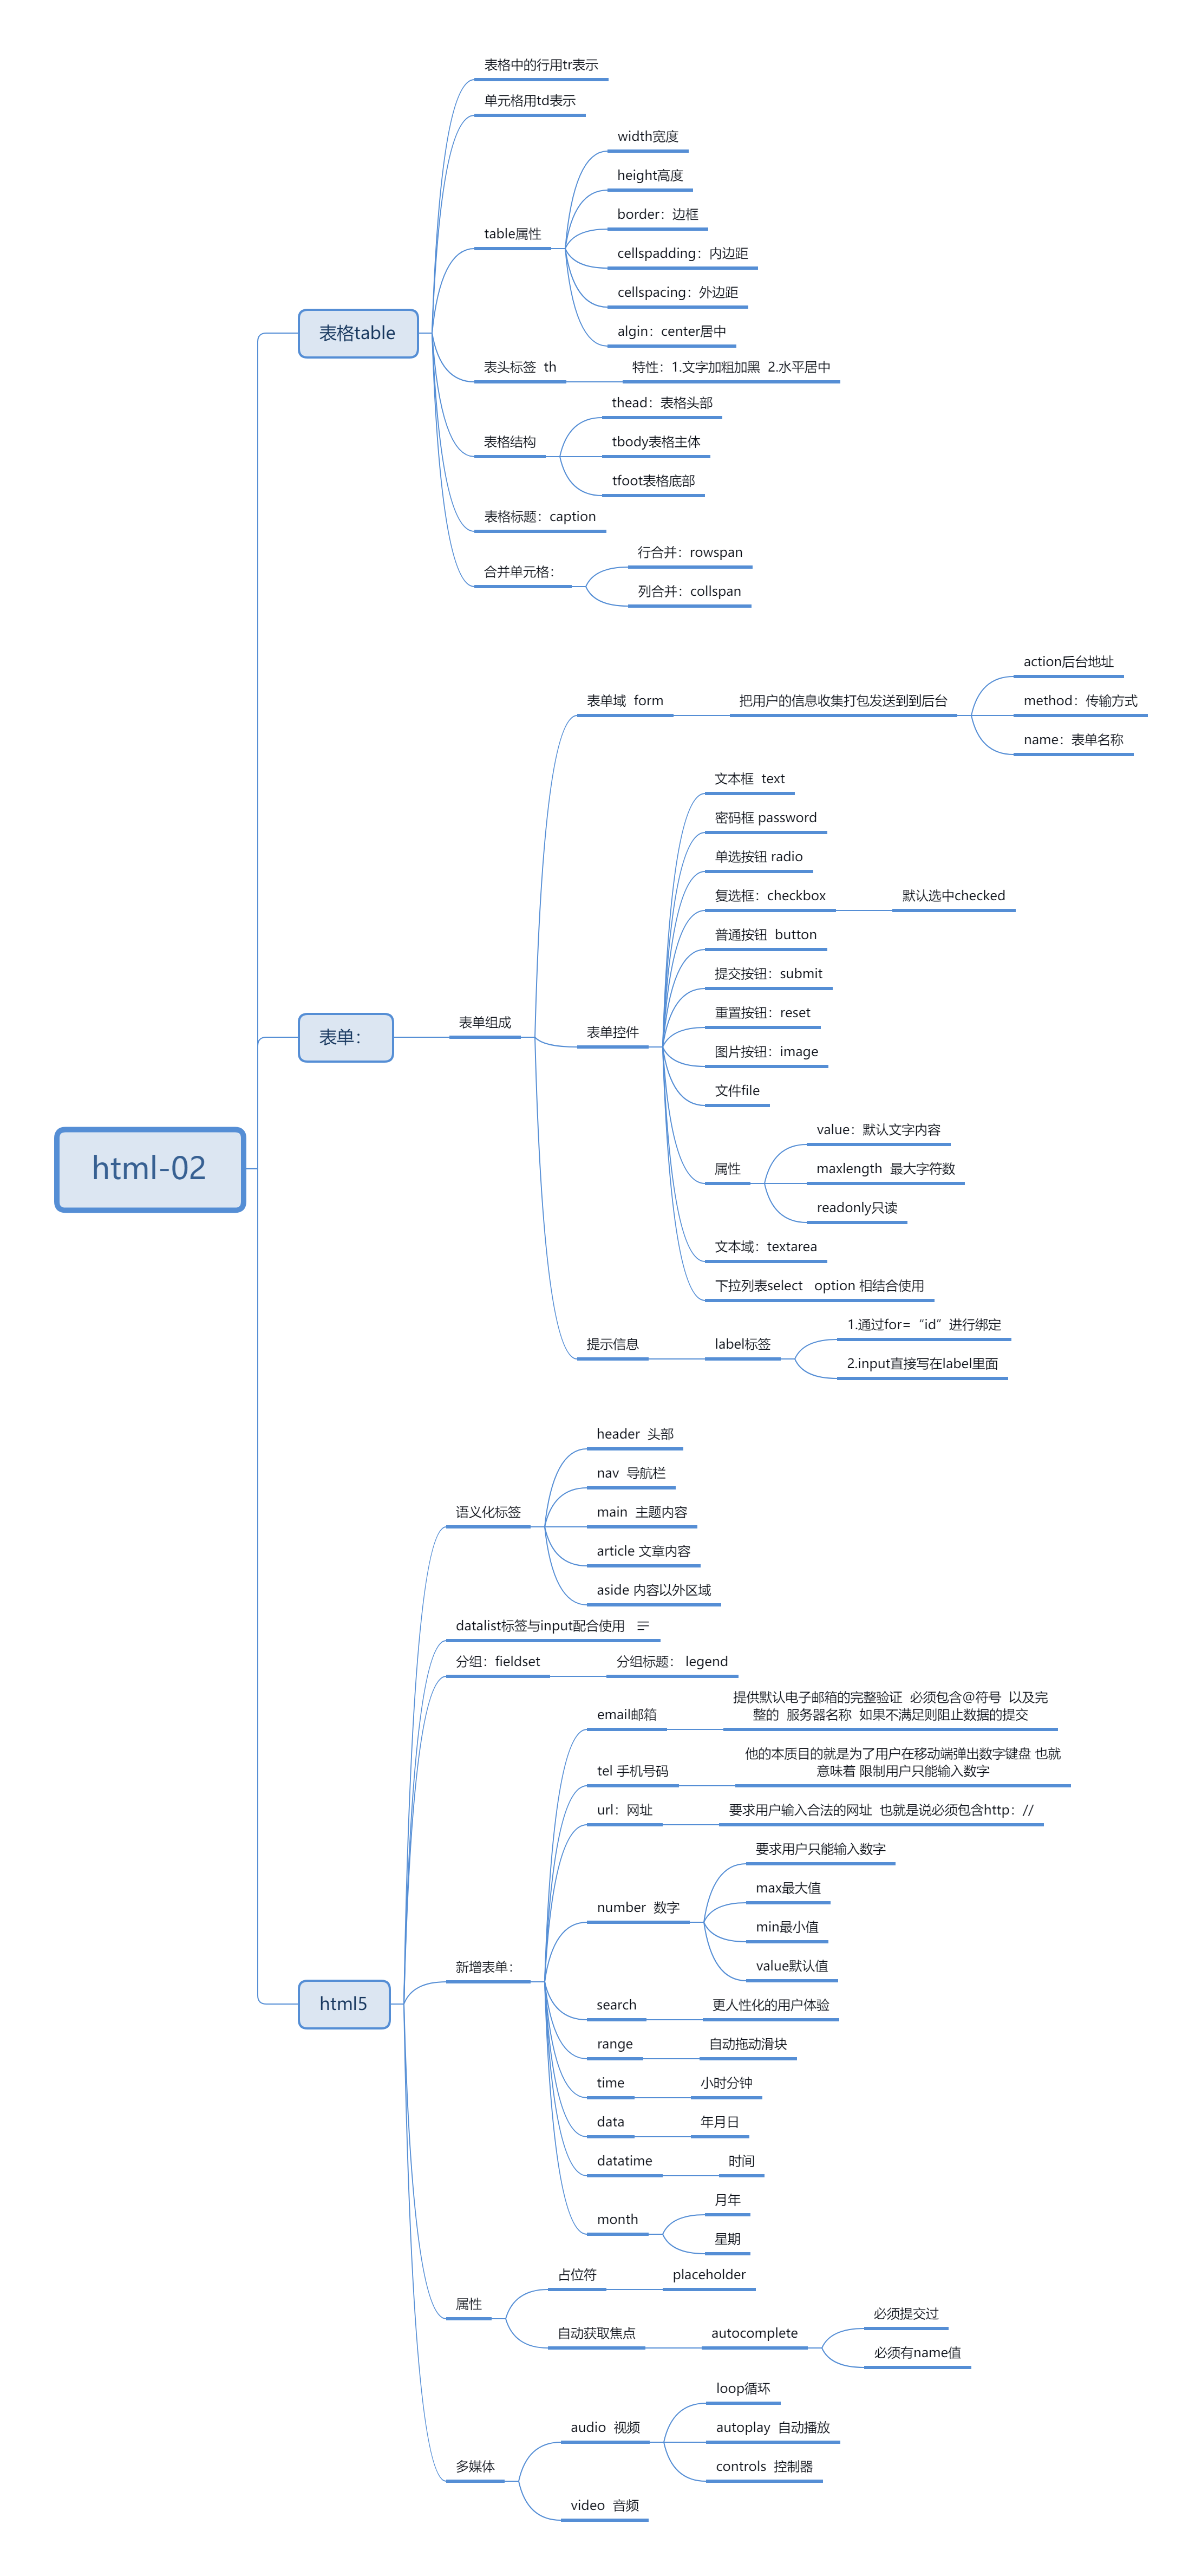 表格中的行用tr表示
单元格用td表示
width宽度
height高度
border：边框
table属性
cellspadding：内边距
cellspacing：外边距
algin：center居中
表格table
表头标签  th
特性：1.文字加粗加黑  2.水平居中
thead：表格头部
表格结构
tbody表格主体
tfoot表格底部
表格标题：caption
行合并：rowspan
合并单元格：
列合并：collspan
action后台地址
表单域  form
把用户的信息收集打包发送到到后台
method：传输方式
name：表单名称
文本框  text
密码框 password
单选按钮 radio
复选框：checkbox
默认选中checked
普通按钮  button
提交按钮：submit
重置按钮：reset
表单：
表单组成
表单控件
图片按钮：image
文件file
value：默认文字内容
属性
maxlength  最大字符数
readonly只读
html-02
文本域：textarea
下拉列表select   option 相结合使用
1.通过for=“id”进行绑定
提示信息
label标签
2.input直接写在label里面
header  头部
nav  导航栏
语义化标签
main  主题内容
article 文章内容
aside 内容以外区域
datalist标签与input配合使用
分组：fieldset
分组标题： legend
email邮箱
提供默认电子邮箱的完整验证  必须包含@符号  以及完
整的  服务器名称  如果不满足则阻止数据的提交
tel 手机号码
他的本质目的就是为了用户在移动端弹出数字键盘 也就
意味着 限制用户只能输入数字
url：网址
要求用户输入合法的网址  也就是说必须包含http：//
要求用户只能输入数字
max最大值
number  数字
min最小值
value默认值
新增表单：
html5
search
更人性化的用户体验
range
自动拖动滑块
time
小时分钟
data
年月日
datatime
时间
月年
month
星期
占位符
placeholder
属性
必须提交过
自动获取焦点
autocomplete
必须有name值
loop循环
audio  视频
autoplay  自动播放
controls  控制器
多媒体
video  音频